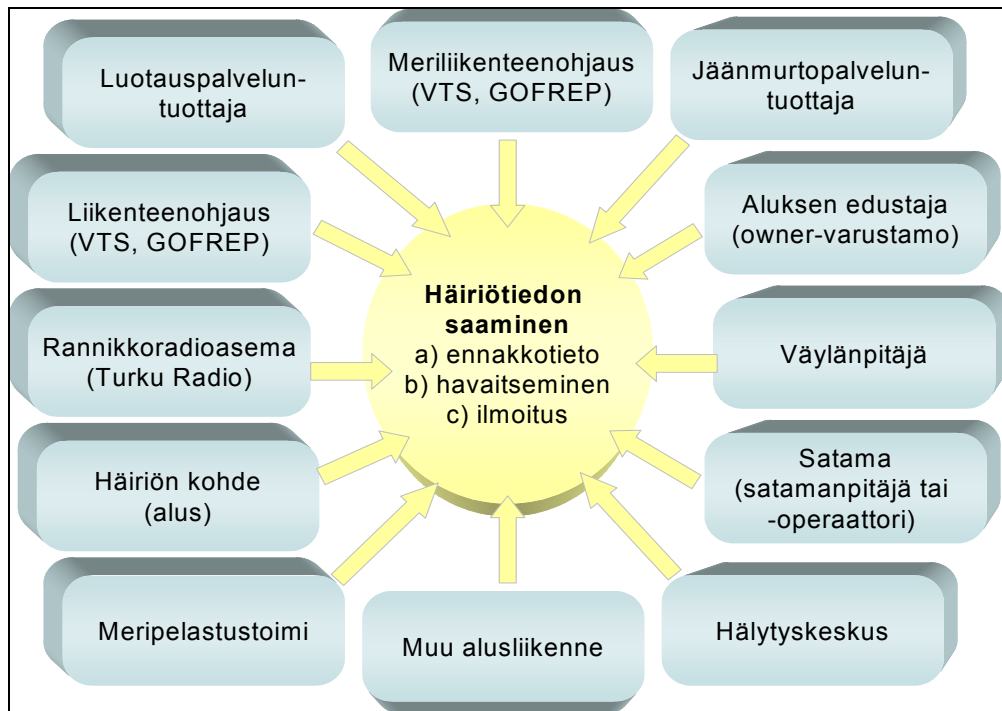 Luotauspalvelun-
tuottaja
Meriliikenteenohjaus
(VTS, GOFREP)
Jäänmurtopalvelun-
tuottaja
Liikenteenohjaus
(VTS, GOFREP)
Aluksen edustaja
(owner-varustamo)
Häiriötiedon
saaminen
a) ennakkotieto
b) havaitseminen
c) ilmoitus
Rannikkoradioasema
(Turku Radio)
Väylänpitäjä
Häiriön kohde
(alus)
Satama
(satamanpitäjä tai
-operaattori)
Meripelastustoimi
Muu alusliikenne
Hälytyskeskus